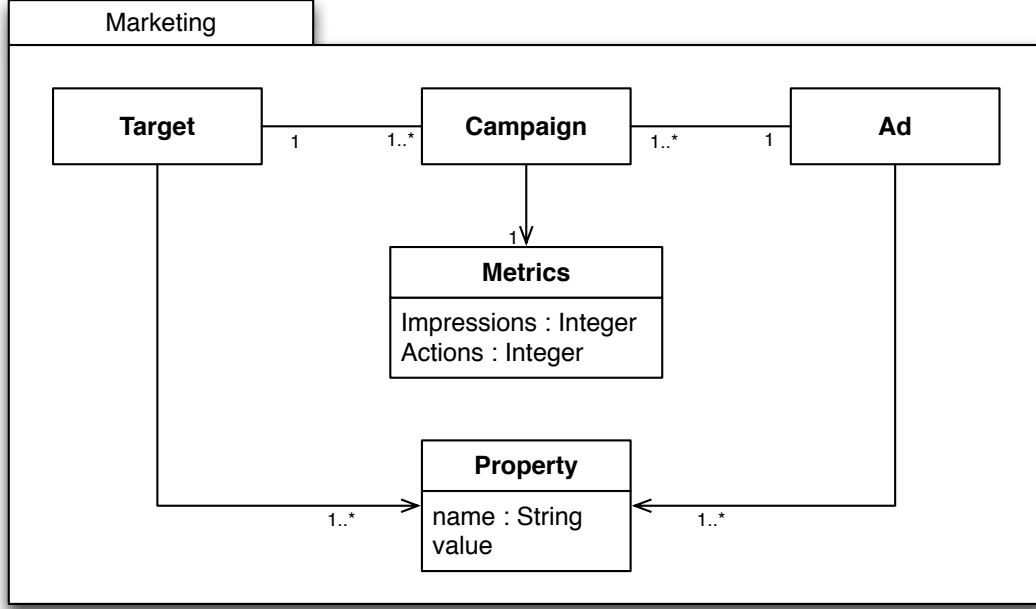 Marketing
Target
1
1..*
Campaign
1..*
1
Ad
1
Metrics
Impressions : Integer
Actions : Integer
Property
name : String
value
1..*
1..*